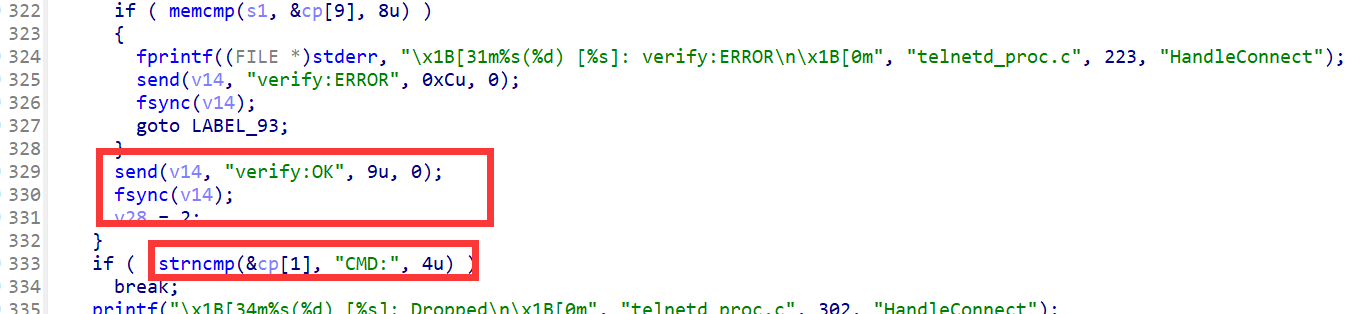 322 if ( memcmp(s1, &cp[9], 8u) )
323 {
324 fprintf((FILE *)stderr, "\x1B[31m%s(%d) [%s]: verify:ERROR\n\x1B[0m", "telnetd_proc.c", 223, "HandleConnect");
325 send(v14, "verify:ERROR", 0xCu, 0);
326 fsync(v14);
327 goto LABEL_93;
328 }
329 send(v14, "verify:OK", 9u, 0);
330 fsync(v14);
331 v28 = 2;
332 }
333 if ( strncmp(&cp[1], "CMD:", 4u) )
334 break;
335 printf("\x1B[34m%s(%d) [%s]: Dropped\n\x1B[0m", "telnetd_proc.c", 302, "HandleConnect");